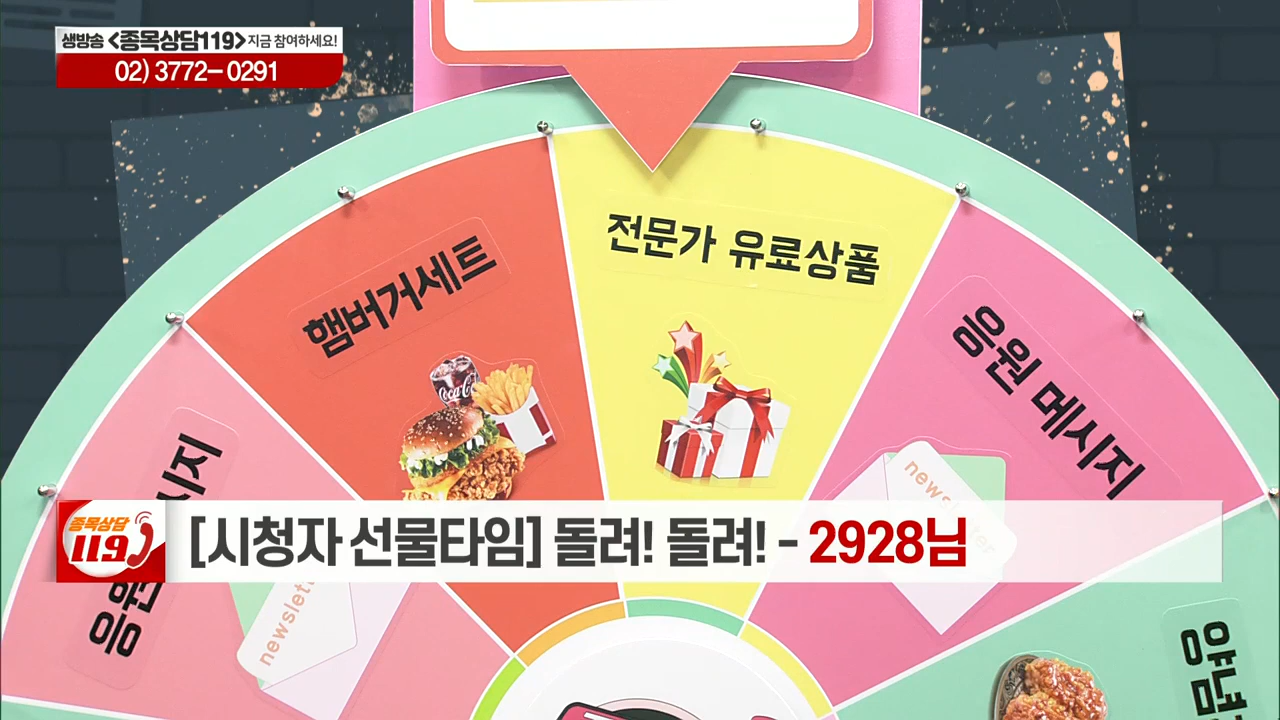 생방송 <종목상담119> 지금 참여하세요!
02) 3772-0291
전문가 유료상품
햄버거세트
응원 메시지
Coca-Cola
newsletter
종목상담
119
[시청자 선물타임] 돌려! 돌려! - 2928님
newsletter